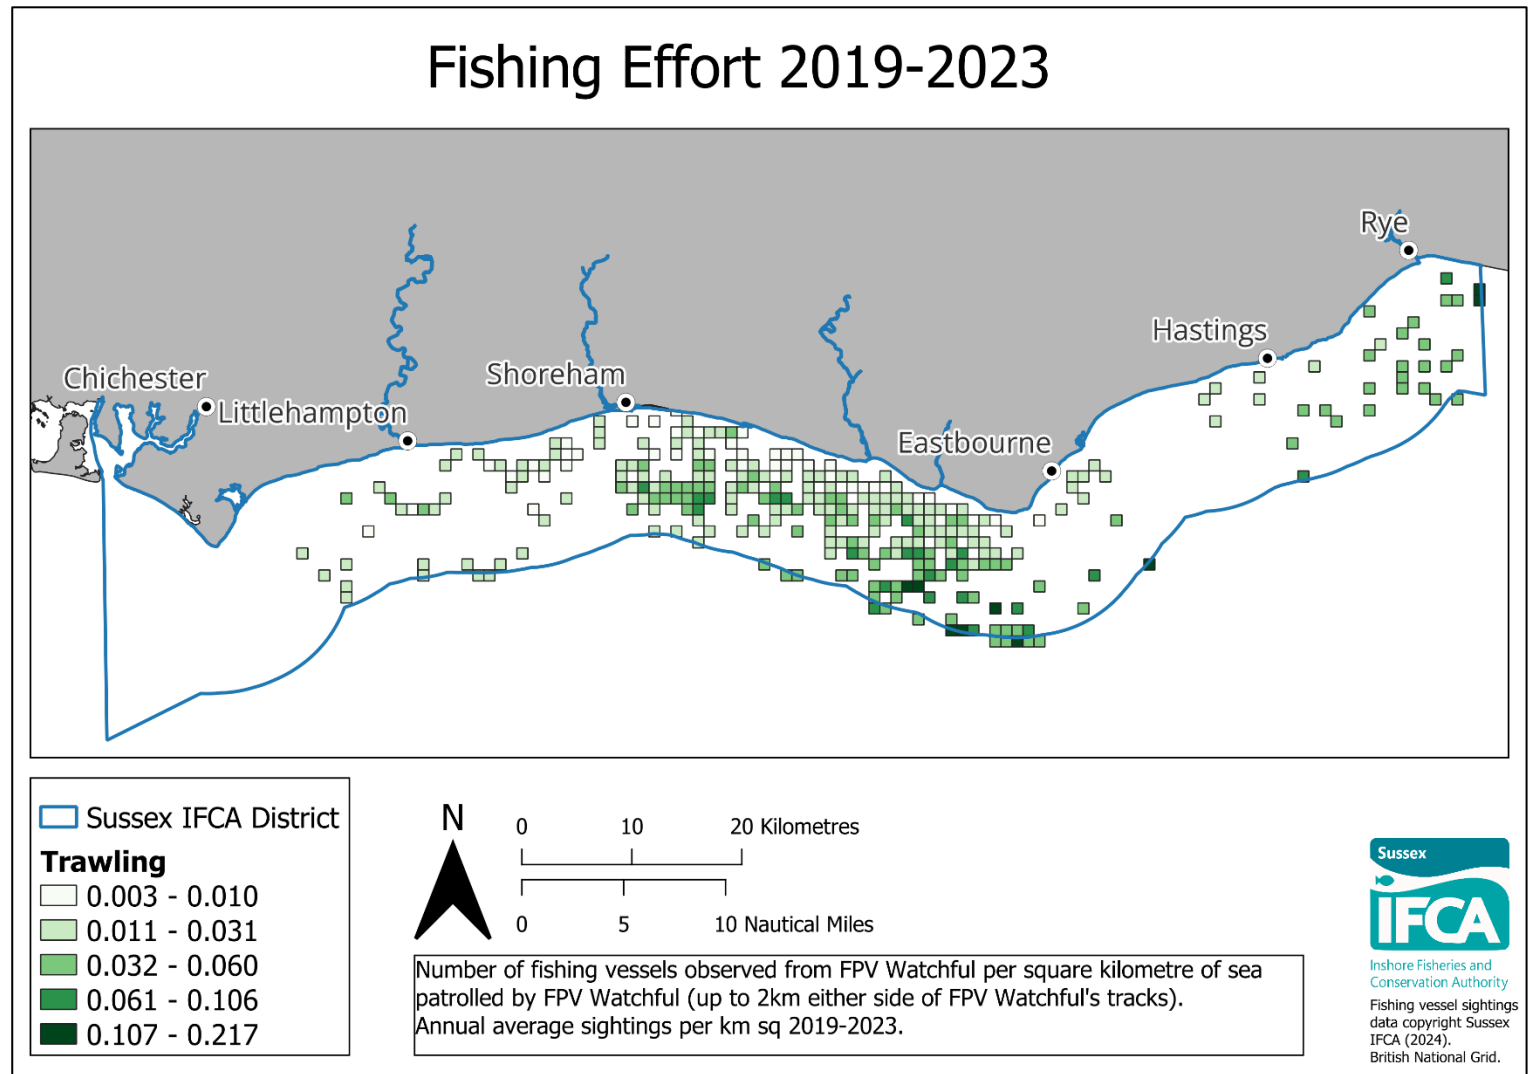 Fishing Effort 2019-2023
Rye
Hastings
Chichester
Shoreham
Littlehampton
Eastbourne
Sussex IFCA District
Trawling
0.003 - 0.010
0.011 - 0.031
0.032 - 0.060
0.061 - 0.106
0.107 - 0.217
N
0 10 20 Kilometres
0 5 10 Nautical Miles
Number of fishing vessels observed from FPV Watchful per square kilometre of sea
patrolled by FPV Watchful (up to 2km either side of FPV Watchful's tracks).
Annual average sightings per km sq 2019-2023.
Sussex
IFCA
Inshore Fisheries and
Conservation Authority
Fishing vessel sightings
data copyright Sussex
IFCA (2024).
British National Grid.